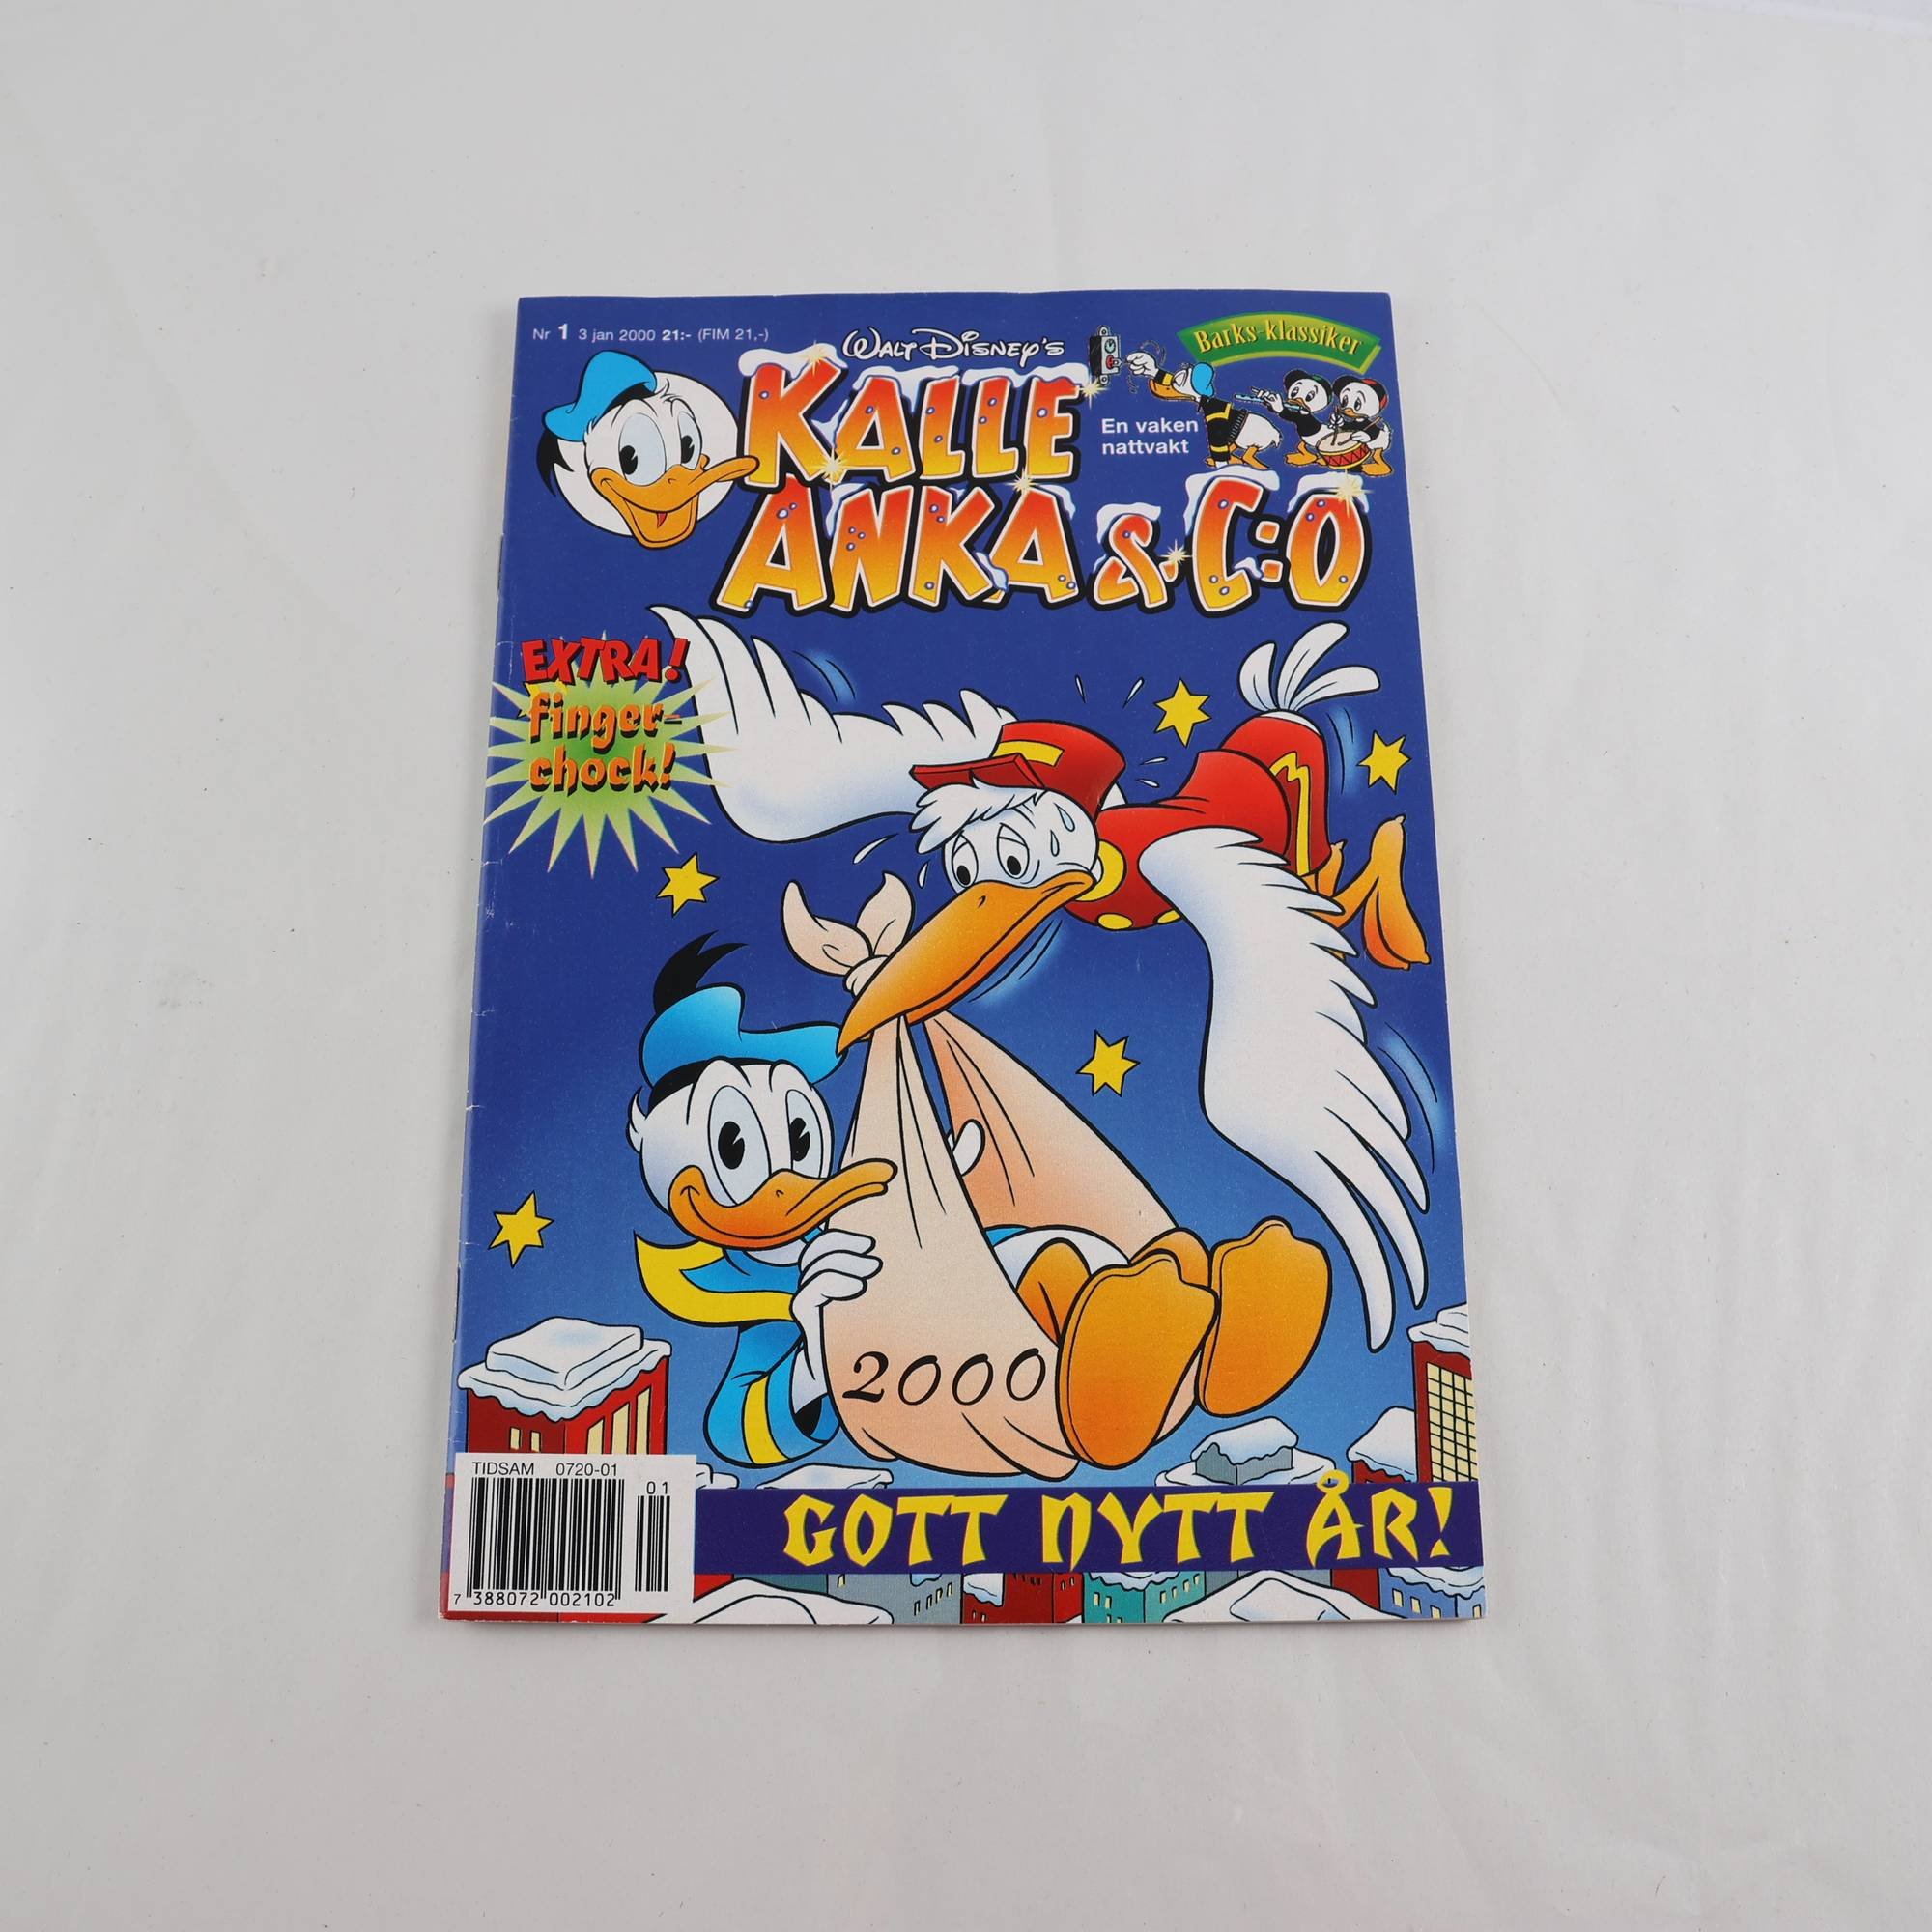 Nr 1 3 jan 2000 21:- (FIM 21,-)
WALT DISNEY'S
KALLE
ANKA & C:O
Barks-klassiker
En vaken
nattvakt
EXTRA!
finger-
chock!
2000
TIDSAM 0720-01
01
7 388072 002102
GOTT NYTT ÅR!